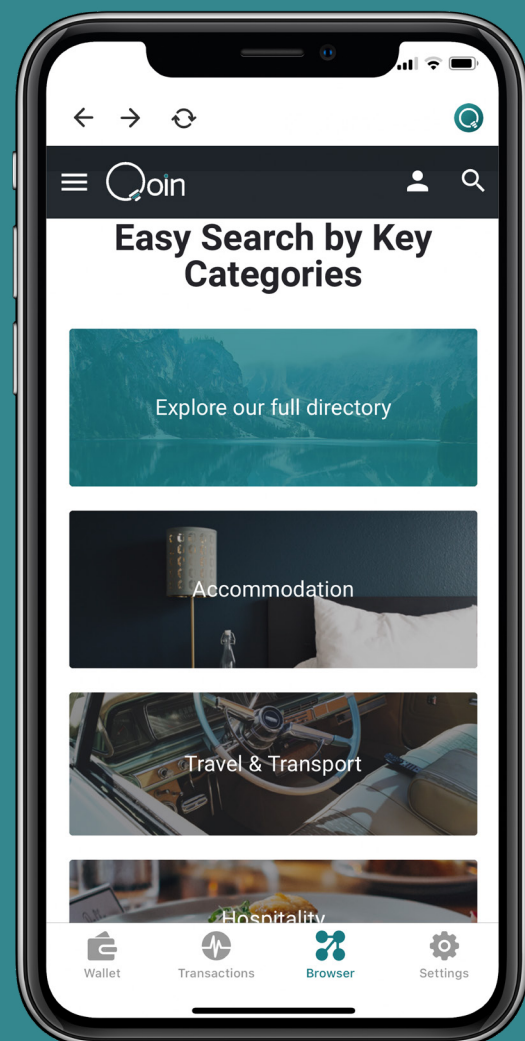 Qoin
Easy Search by Key
Categories
Explore our full directory
Accommodation
Travel & Transport
Hospitality
Wallet
Transactions
Browser
Settings